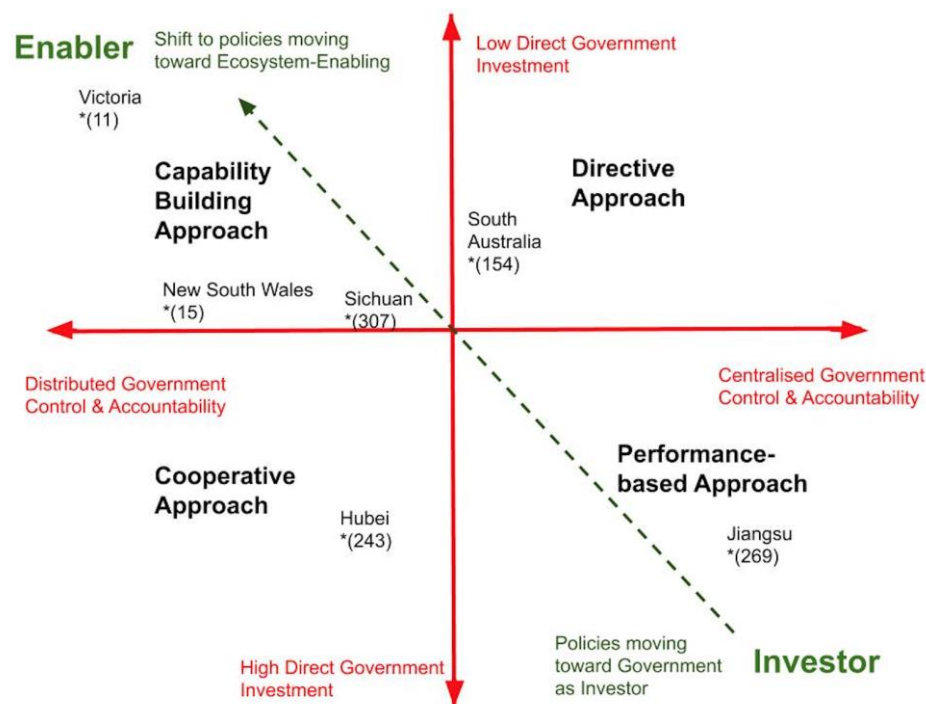 Enabler
Shift to policies moving
toward Ecosystem-Enabling
Low Direct Government
Investment
Victoria
*(11)
Capability
Building
Approach
Directive
Approach
South
Australia
*(154)
New South Wales
*(15)
Sichuan
*(307)
Distributed Government
Control & Accountability
Centralised Government
Control & Accountability
Cooperative
Approach
Performance-
based Approach
Hubei
*(243)
Jiangsu
*(269)
High Direct Government
Investment
Policies moving
toward Government
as Investor
Investor